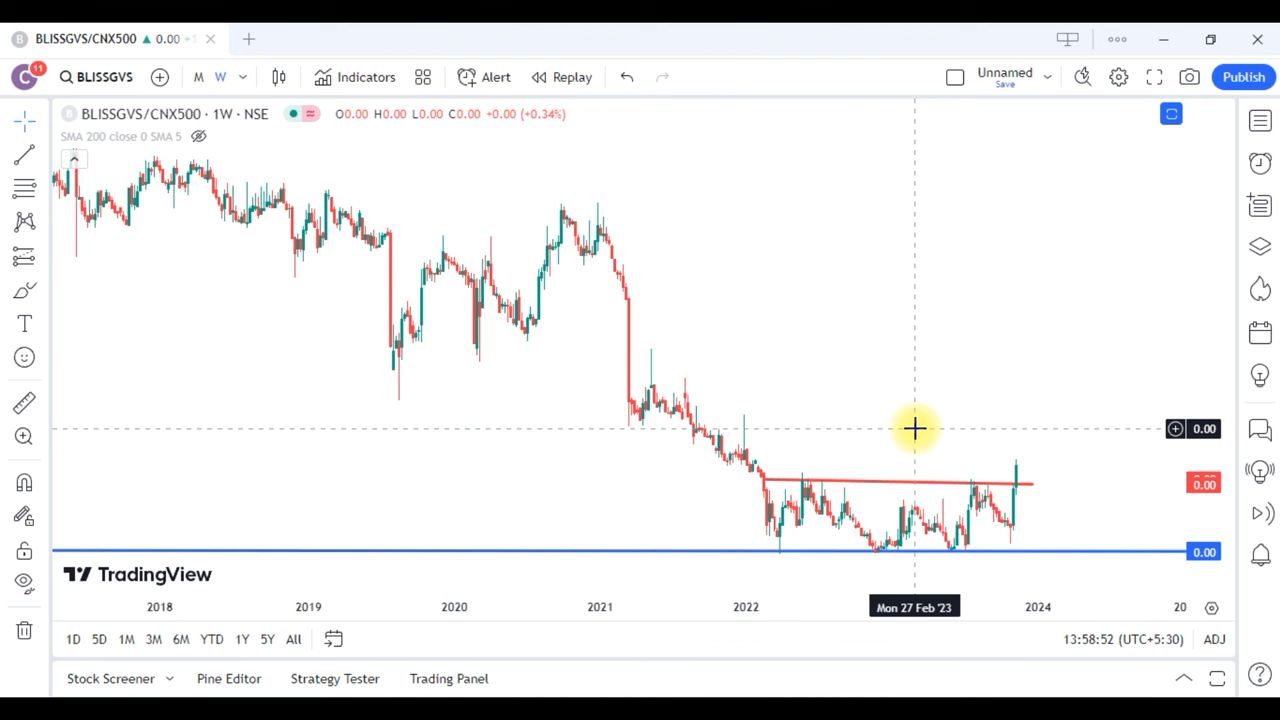 BLISSGVS/CNX500 ▲ 0.00
C 11 BLISSGVS M W Indicators Alert Replay Unnamed Save Publish
B BLISSGVS/CNX500 · 1W · NSE O0.00 H0.00 L0.00 C0.00 +0.00 (+0.34%)
SMA 200 close 0 SMA 5
0.00
0.00
0.00
TradingView
2018 2019 2020 2021 2022 Mon 27 Feb '23 2024 20
1D 5D 1M 3M 6M YTD 1Y 5Y All 13:58:52 (UTC+5:30) ADJ
Stock Screener Pine Editor Strategy Tester Trading Panel